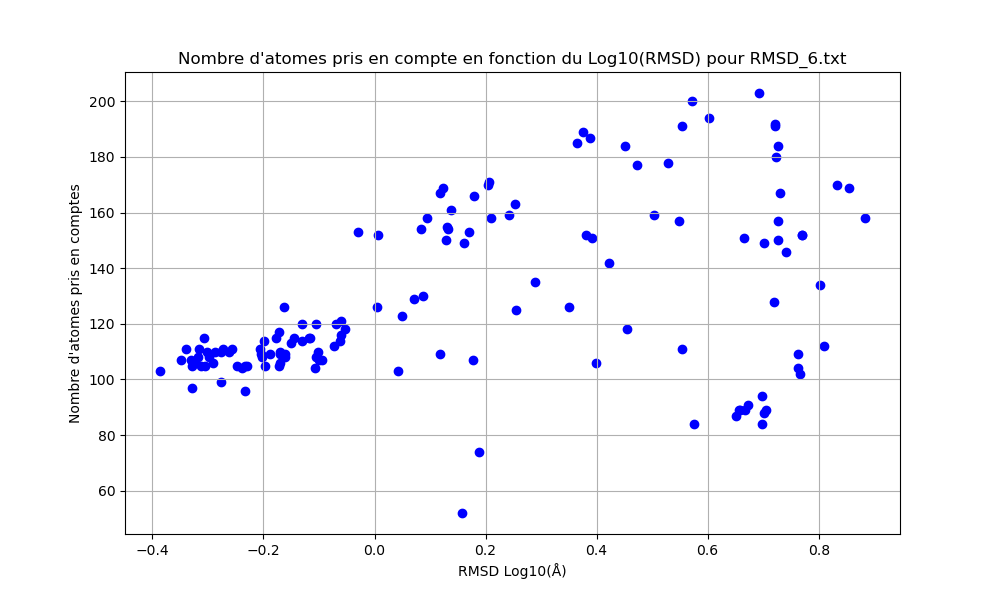 Nombre d'atomes pris en compte en fonction du Log10(RMSD) pour RMSD_6.txt
Nombre d'atomes pris en comptes
200
180
160
140
120
100
80
60
−0.4 −0.2 0.0 0.2 0.4 0.6 0.8
RMSD Log10(Å)